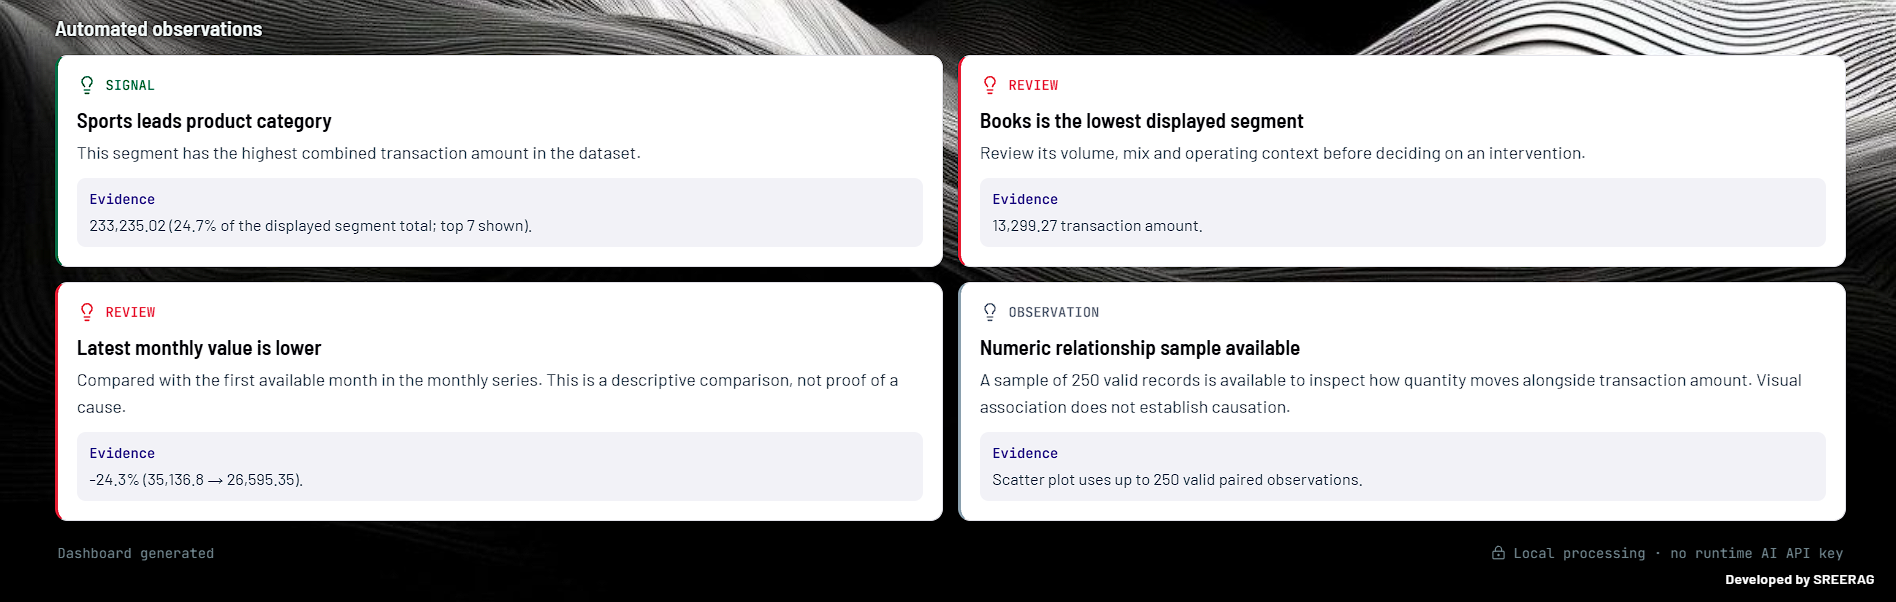 Automated observations
SIGNAL
Sports leads product category
This segment has the highest combined transaction amount in the dataset.
Evidence
233,235.02 (24.7% of the displayed segment total; top 7 shown).
REVIEW
Books is the lowest displayed segment
Review its volume, mix and operating context before deciding on an intervention.
Evidence
13,299.27 transaction amount.
REVIEW
Latest monthly value is lower
Compared with the first available month in the monthly series. This is a descriptive comparison, not proof of a
cause.
Evidence
-24.3% (35,136.8 → 26,595.35).
OBSERVATION
Numeric relationship sample available
A sample of 250 valid records is available to inspect how quantity moves alongside transaction amount. Visual
association does not establish causation.
Evidence
Scatter plot uses up to 250 valid paired observations.
Dashboard generated
Local processing · no runtime AI API key
Developed by SREERAG